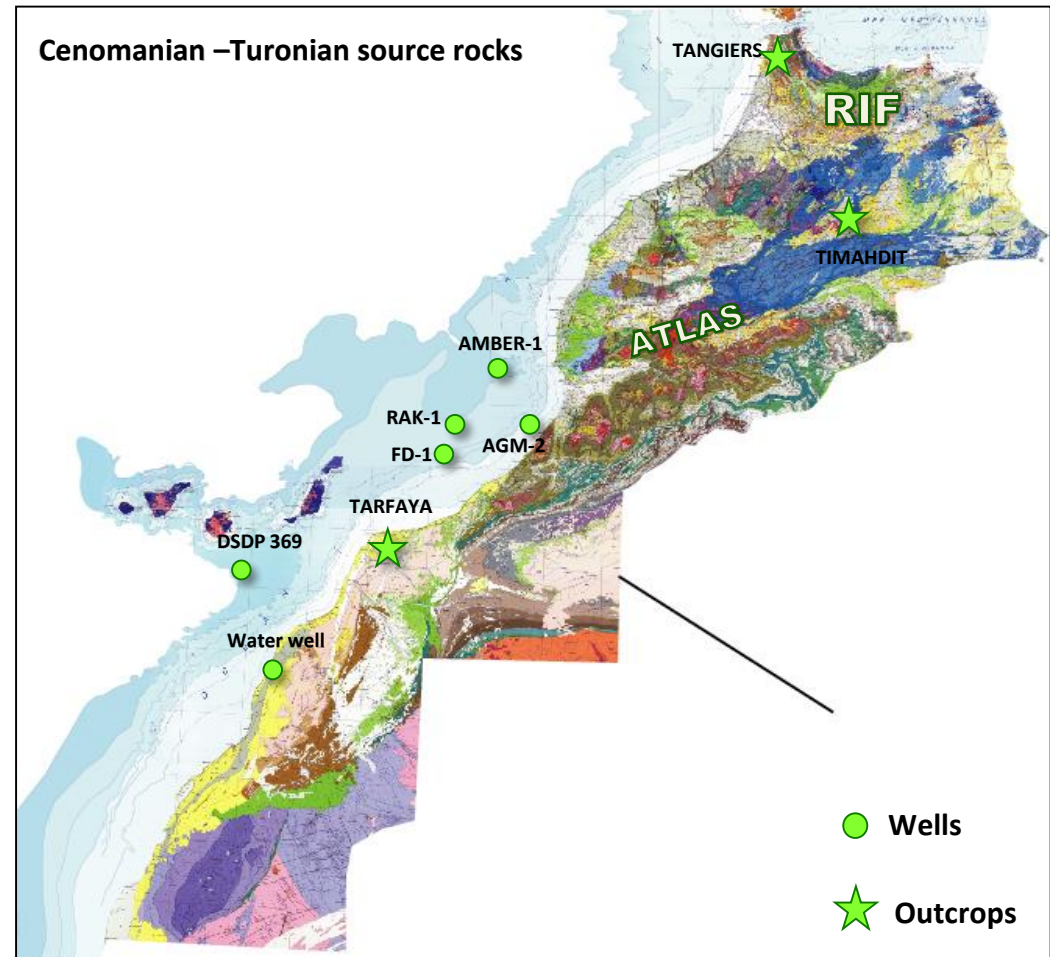 Cenomanian –Turonian source rocks
TANGIERS
RIF
TIMAHDIT
ATLAS
AMBER-1
RAK-1
AGM-2
FD-1
TARFAYA
DSDP 369
Water well
Wells
Outcrops